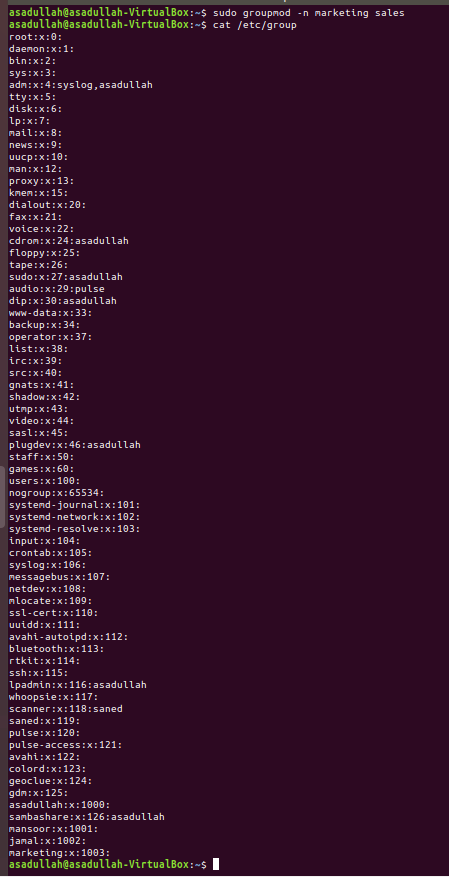 asadullah@asadullah-VirtualBox:~$ sudo groupmod -n marketing sales
asadullah@asadullah-VirtualBox:~$ cat /etc/group
root:x:0:
daemon:x:1:
bin:x:2:
sys:x:3:
adm:x:4:syslog,asadullah
tty:x:5:
disk:x:6:
lp:x:7:
mail:x:8:
news:x:9:
uucp:x:10:
man:x:12:
proxy:x:13:
kmem:x:15:
dialout:x:20:
fax:x:21:
voice:x:22:
cdrom:x:24:asadullah
floppy:x:25:
tape:x:26:
sudo:x:27:asadullah
audio:x:29:pulse
dip:x:30:asadullah
www-data:x:33:
backup:x:34:
operator:x:37:
list:x:38:
irc:x:39:
src:x:40:
gnats:x:41:
shadow:x:42:
utmp:x:43:
video:x:44:
sasl:x:45:
plugdev:x:46:asadullah
staff:x:50:
games:x:60:
users:x:100:
nogroup:x:65534:
systemd-journal:x:101:
systemd-network:x:102:
systemd-resolve:x:103:
input:x:104:
crontab:x:105:
syslog:x:106:
messagebus:x:107:
netdev:x:108:
mlocate:x:109:
ssl-cert:x:110:
uuidd:x:111:
avahi-autoipd:x:112:
bluetooth:x:113:
rtkit:x:114:
ssh:x:115:
lpadmin:x:116:asadullah
whoopsie:x:117:
scanner:x:118:saned
saned:x:119:
pulse:x:120:
pulse-access:x:121:
avahi:x:122:
colord:x:123:
geoclue:x:124:
gdm:x:125:
asadullah:x:1000:
sambashare:x:126:asadullah
mansoor:x:1001:
jamal:x:1002:
marketing:x:1003:
asadullah@asadullah-VirtualBox:~$